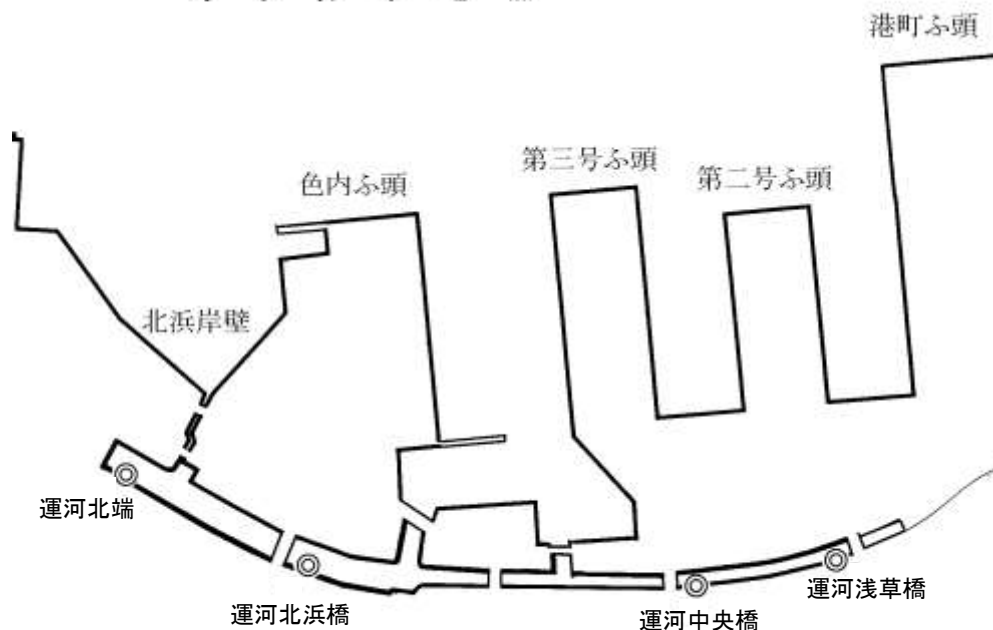 港町ふ頭
第三号ふ頭
第二号ふ頭
色内ふ頭
北浜岸壁
運河北端
運河北浜橋
運河中央橋
運河浅草橋